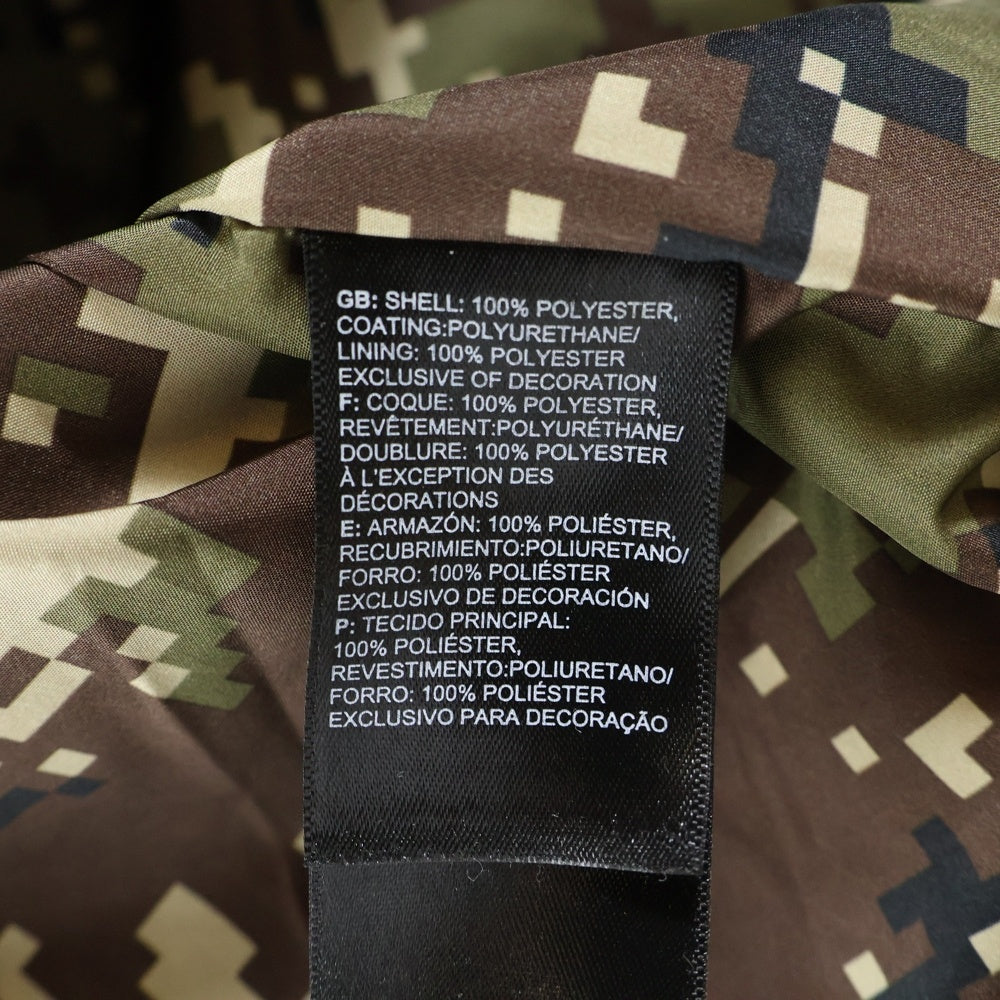 GB: SHELL: 100% POLYESTER,
COATING:POLYURETHANE/
LINING: 100% POLYESTER
EXCLUSIVE OF DECORATION
F: COQUE: 100% POLYESTER,
REVÊTEMENT:POLYURÉTHANE/
DOUBLURE: 100% POLYESTER
À L'EXCEPTION DES
DÉCORATIONS
E: ARMAZÓN: 100% POLIÉSTER,
RECUBRIMIENTO:POLIURETANO/
FORRO: 100% POLIÉSTER
EXCLUSIVO DE DECORACIÓN
P: TECIDO PRINCIPAL:
100% POLIÉSTER,
REVESTIMENTO:POLIURETANO/
FORRO: 100% POLIÉSTER
EXCLUSIVO PARA DECORAÇÃO